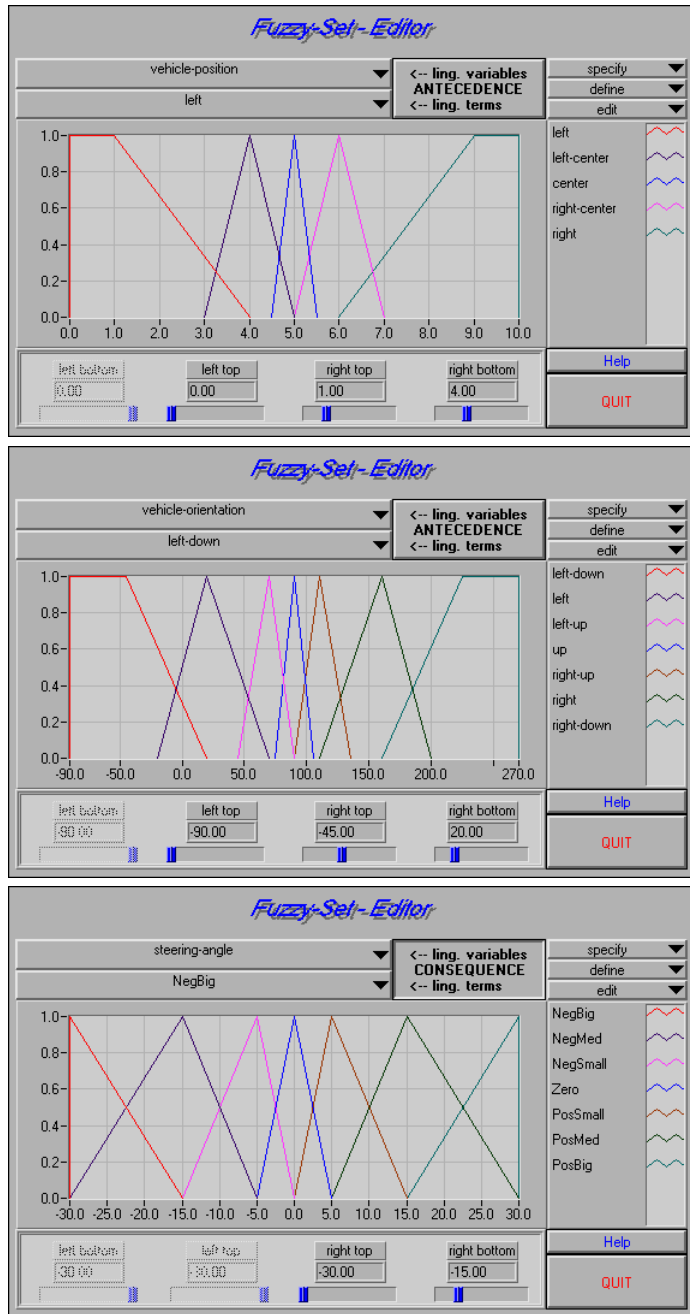 Fuzzy-Set - Editor
vehicle-position
left
<-- ling. variables
ANTECEDENCE
<-- ling. terms
specify
define
edit
1.0
0.8
0.6
0.4
0.2
0.0
0.0 1.0 2.0 3.0 4.0 5.0 6.0 7.0 8.0 9.0 10.0
left
left-center
center
right-center
right
left bottom left top right top right bottom
0.00 0.00 1.00 4.00
Help
QUIT
Fuzzy-Set - Editor
vehicle-orientation
left-down
<-- ling. variables
ANTECEDENCE
<-- ling. terms
specify
define
edit
1.0
0.8
0.6
0.4
0.2
0.0
-90.0 -50.0 0.0 50.0 100.0 150.0 200.0 270.0
left-down
left
left-up
up
right-up
right
right-down
left bottom left top right top right bottom
-90.00 -90.00 -45.00 20.00
Help
QUIT
Fuzzy-Set - Editor
steering-angle
NegBig
<-- ling. variables
CONSEQUENCE
<-- ling. terms
specify
define
edit
1.0
0.8
0.6
0.4
0.2
0.0
-30.0 -25.0 -20.0 -15.0 -10.0 -5.0 0.0 5.0 10.0 15.0 20.0 25.0 30.0
NegBig
NegMed
NegSmall
Zero
PosSmall
PosMed
PosBig
left bottom left top right top right bottom
-30.00 -30.00 -30.00 -15.00
Help
QUIT